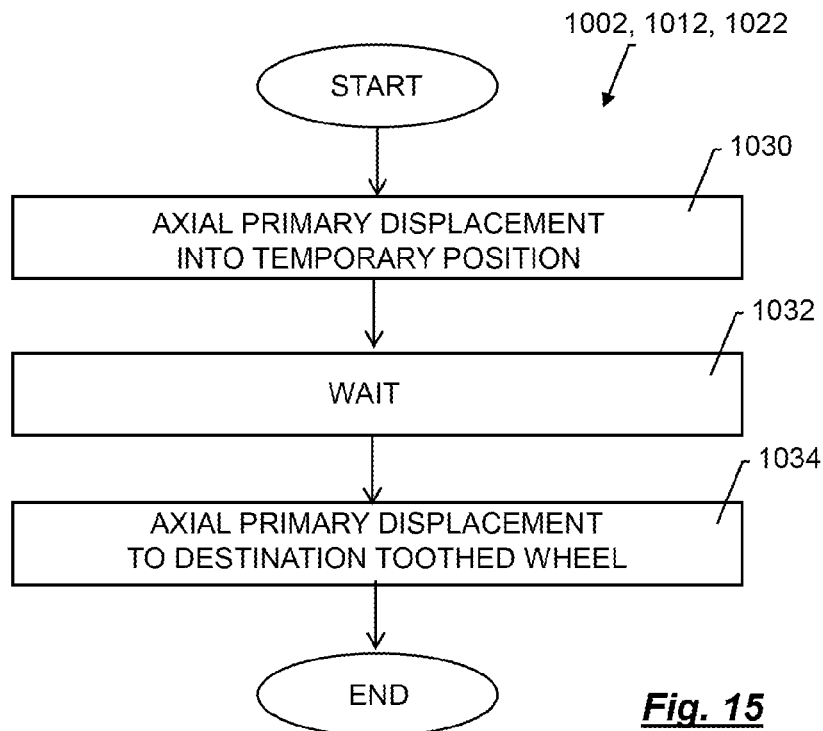 1002, 1012, 1022
START
1030
AXIAL PRIMARY DISPLACEMENT
INTO TEMPORARY POSITION
1032
WAIT
1034
AXIAL PRIMARY DISPLACEMENT
TO DESTINATION TOOTHED WHEEL
END
Fig. 15